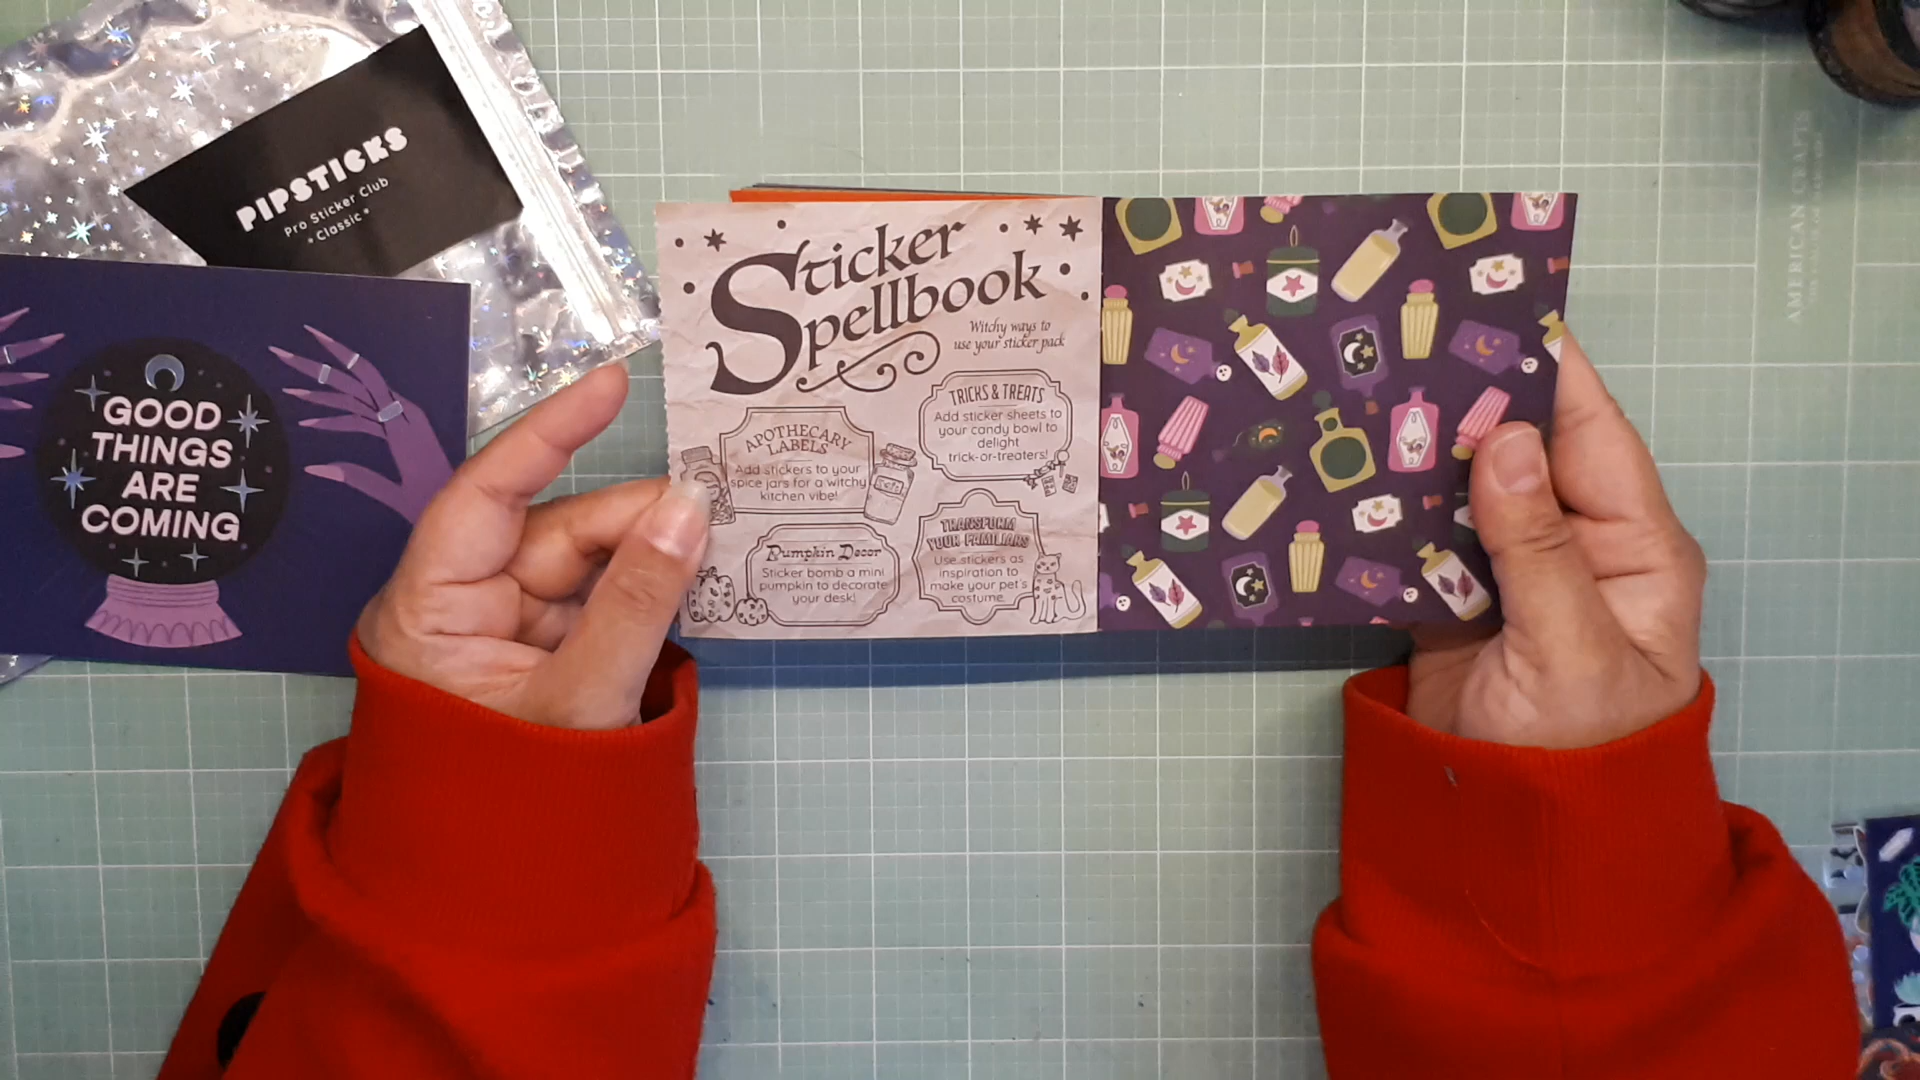 PIPSTICKS
Pro Sticker Club
• Classic •
GOOD
THINGS
ARE
COMING
Sticker
Spellbook
Witchy ways to
use your sticker pack
APOTHECARY
LABELS
Add stickers to your
spice jars for a witchy
kitchen vibe!
TRICKS & TREATS
Add sticker sheets to
your candy bowl to
delight
trick-or-treaters!
Pumpkin Decor
Sticker bomb a mini
pumpkin to decorate
your desk!
TRANSFORM
YOUR FAMILIARS
Use stickers as
inspiration to
make your pet's
costume.
AMERICAN CRAFTS